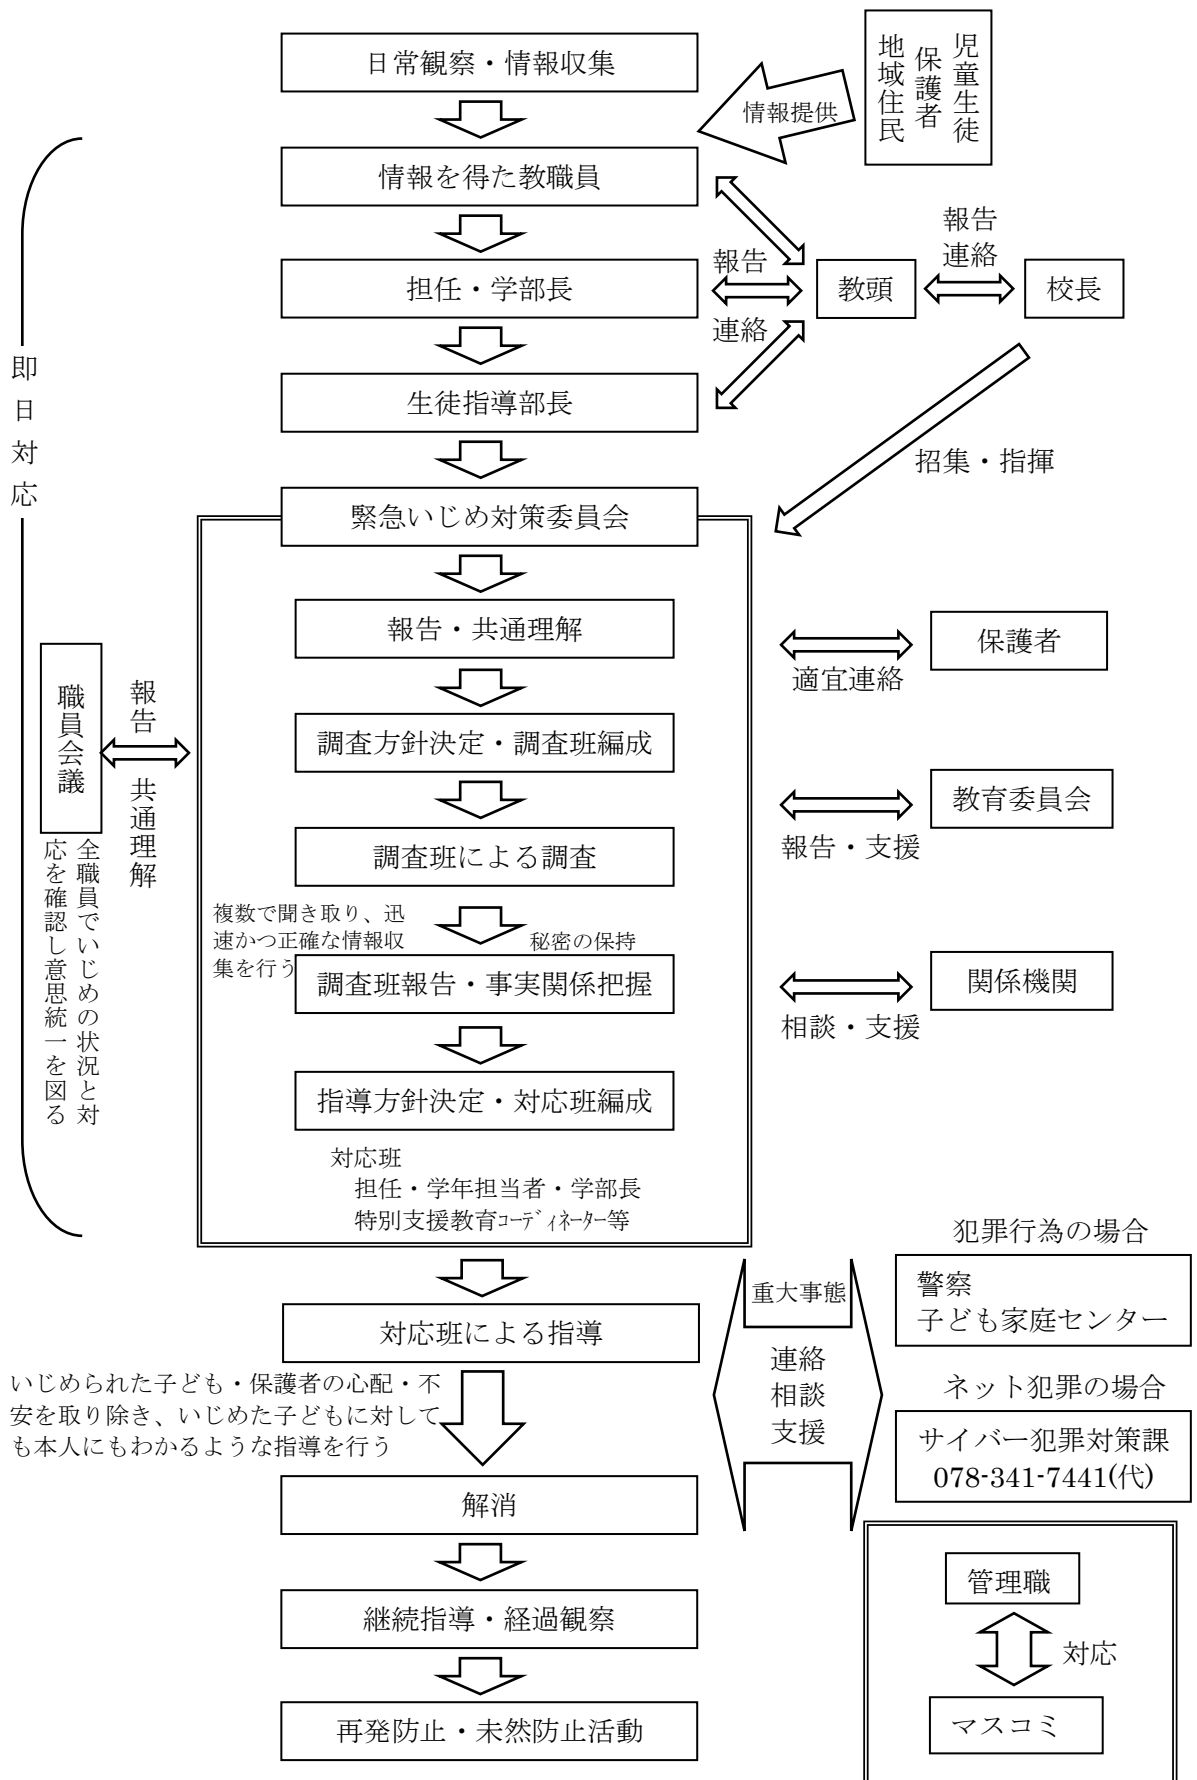 日常観察・情報収集
情報提供
児童生徒
保護者
地域住民
情報を得た教職員
担任・学部長
報告
連絡
教頭
報告
連絡
校長
生徒指導部長
招集・指揮
即日対応
緊急いじめ対策委員会
報告・共通理解
保護者
適宜連絡
職員会議
報告
共通理解
全職員でいじめの状況と対
応を確認し意思統一を図る
調査方針決定・調査班編成
教育委員会
報告・支援
調査班による調査
複数で聞き取り、迅
速かつ正確な情報収
集を行う
秘密の保持
調査班報告・事実関係把握
関係機関
相談・支援
指導方針決定・対応班編成
対応班
担任・学年担当者・学部長
特別支援教育ｺｰﾃﾞｨﾈｰﾀｰ等
対応班による指導
いじめられた子ども・保護者の心配・不
安を取り除き、いじめた子どもに対して
も本人にもわかるような指導を行う
重大事態
連絡
相談
支援
犯罪行為の場合
警察
子ども家庭センター
ネット犯罪の場合
サイバー犯罪対策課
078-341-7441(代)
解消
継続指導・経過観察
再発防止・未然防止活動
管理職
対応
マスコミ